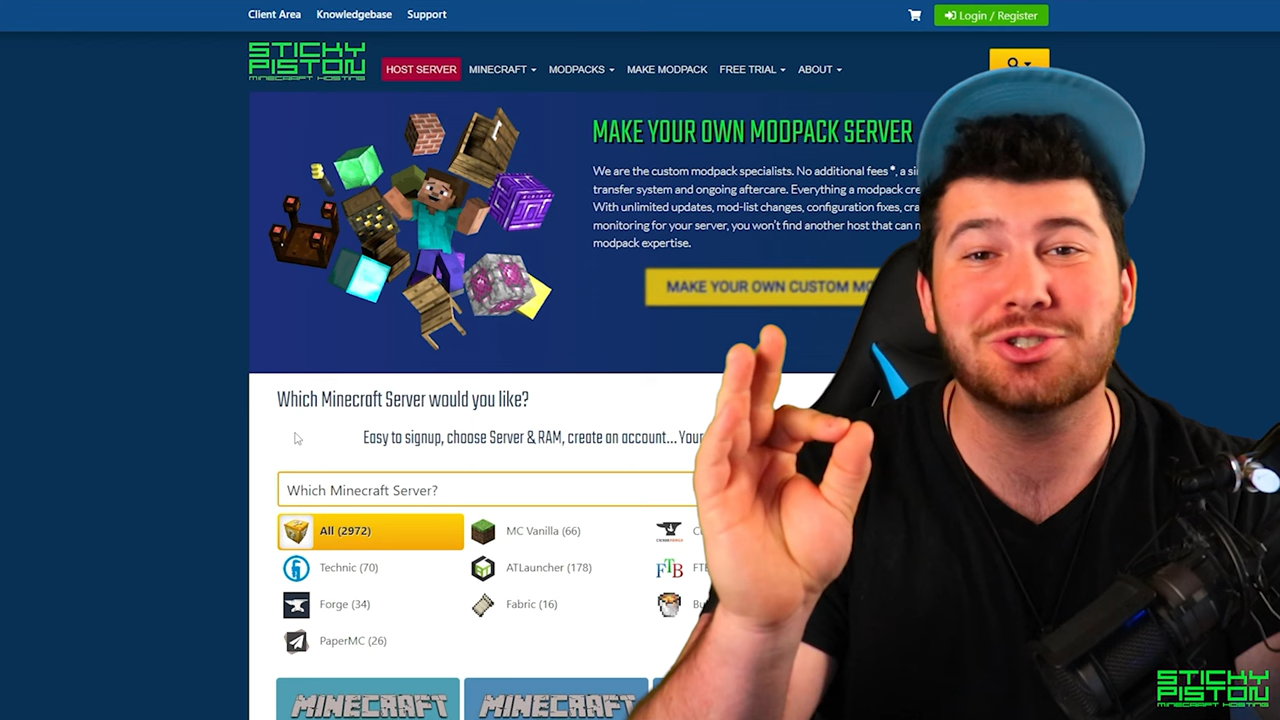 Client Area Knowledgebase Support Login / Register
STICKY
PISTON
MINECRAFT HOSTING
HOST SERVER MINECRAFT MODPACKS MAKE MODPACK FREE TRIAL ABOUT
MAKE YOUR OWN MODPACK SERVER
We are the custom modpack specialists. No additional fees*, a
transfer system and ongoing aftercare. Everything a modpack
With unlimited updates, mod-list changes, configuration fixes,
monitoring for your server, you won't find another host that can
modpack expertise.
MAKE YOUR OWN CUSTOM
Which Minecraft Server would you like?
Easy to signup, choose Server & RAM, create an account...
Which Minecraft Server?
All (2972) MC Vanilla (66)
Technic (70) ATLauncher (178) FTB
Forge (34) Fabric (16)
PaperMC (26)
MINECRAFT MINECRAFT
STICKY
PISTON
MINECRAFT HOSTING